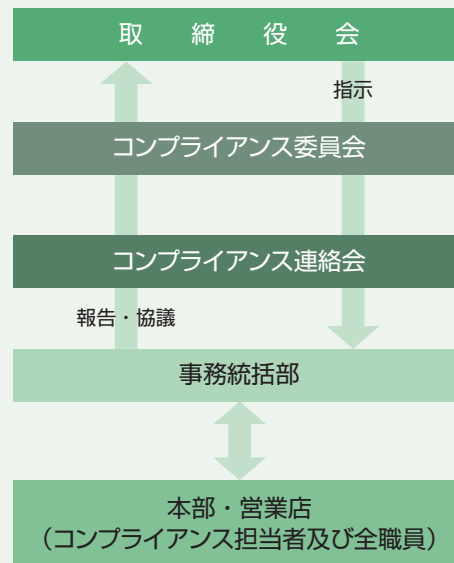 取締役会
指示
コンプライアンス委員会
コンプライアンス連絡会
報告・協議
事務統括部
本部・営業店
（コンプライアンス担当者及び全職員）